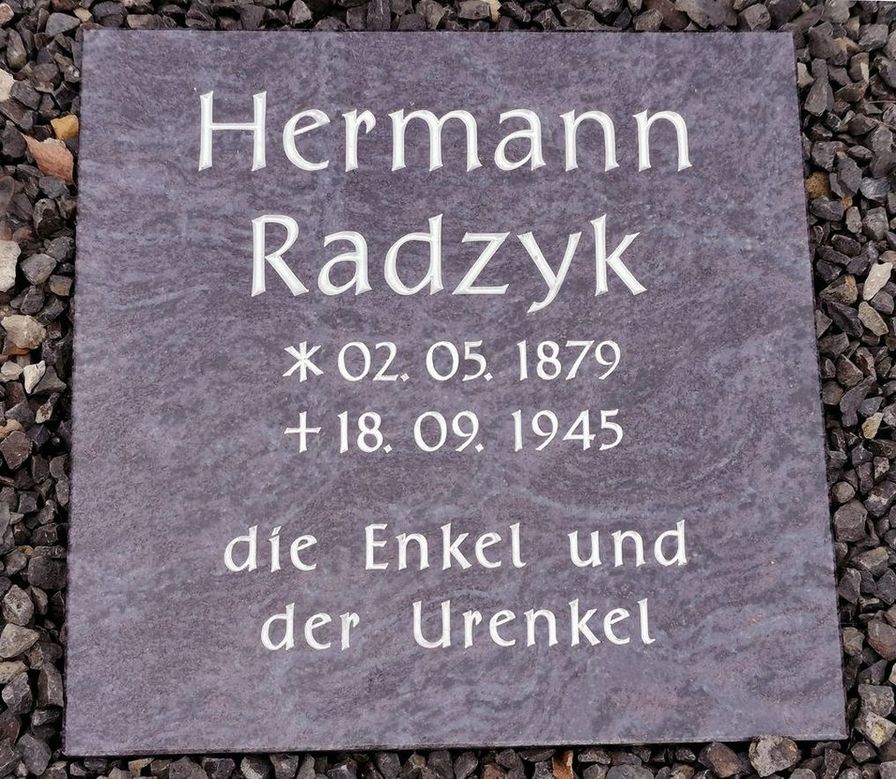 Hermann
Radzyk
* 02. 05. 1879
+ 18. 09. 1945
die Enkel und
der Urenkel